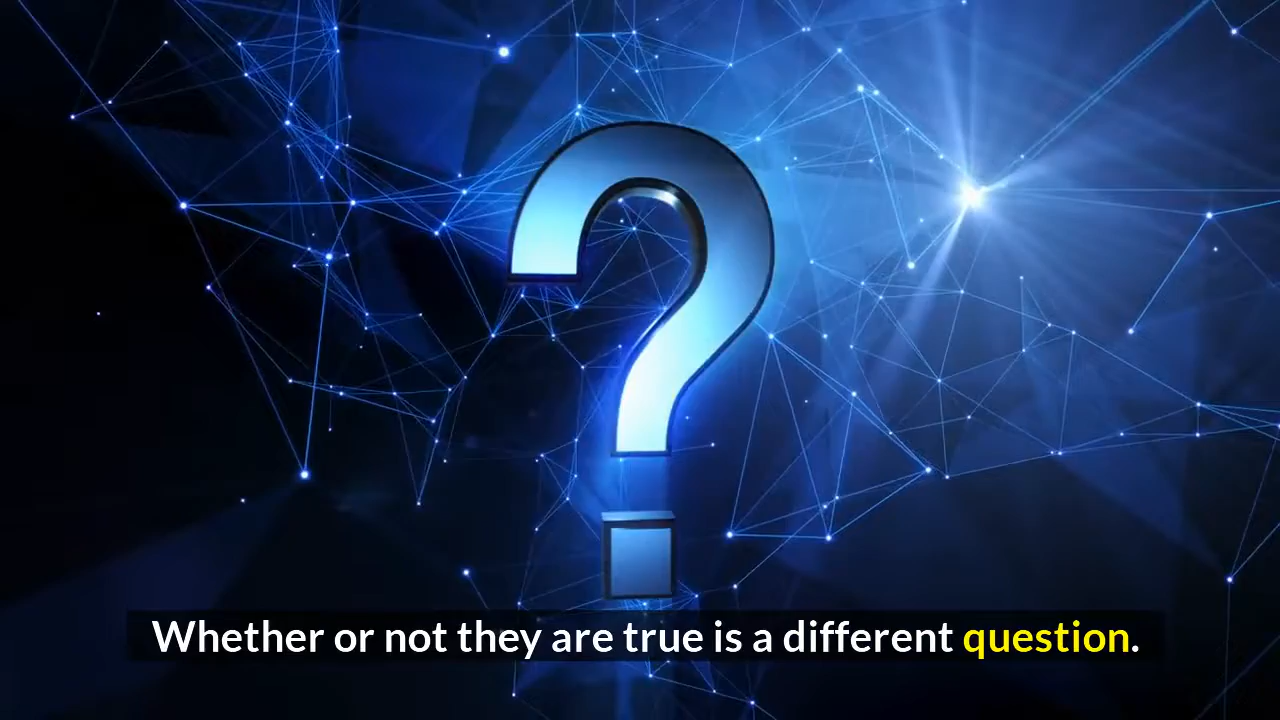 Whether or not they are true is a different question.